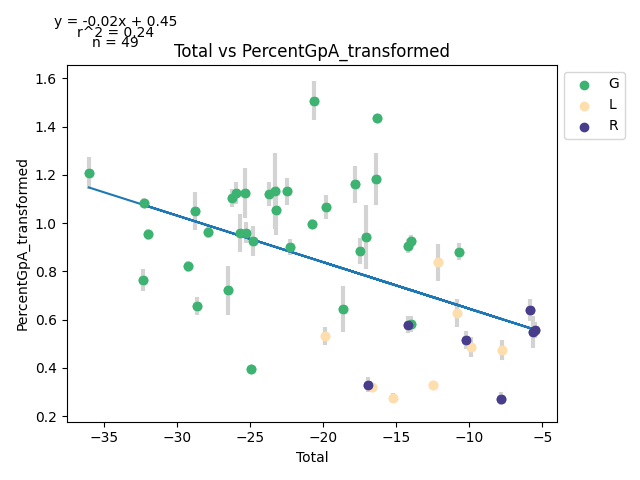 y = -0.02x + 0.45
r^2 = 0.24
n = 49
Total vs PercentGpA_transformed
G
L
R
PercentGpA_transformed
1.6
1.4
1.2
1.0
0.8
0.6
0.4
0.2
−35
−30
−25
−20
−15
−10
−5
Total